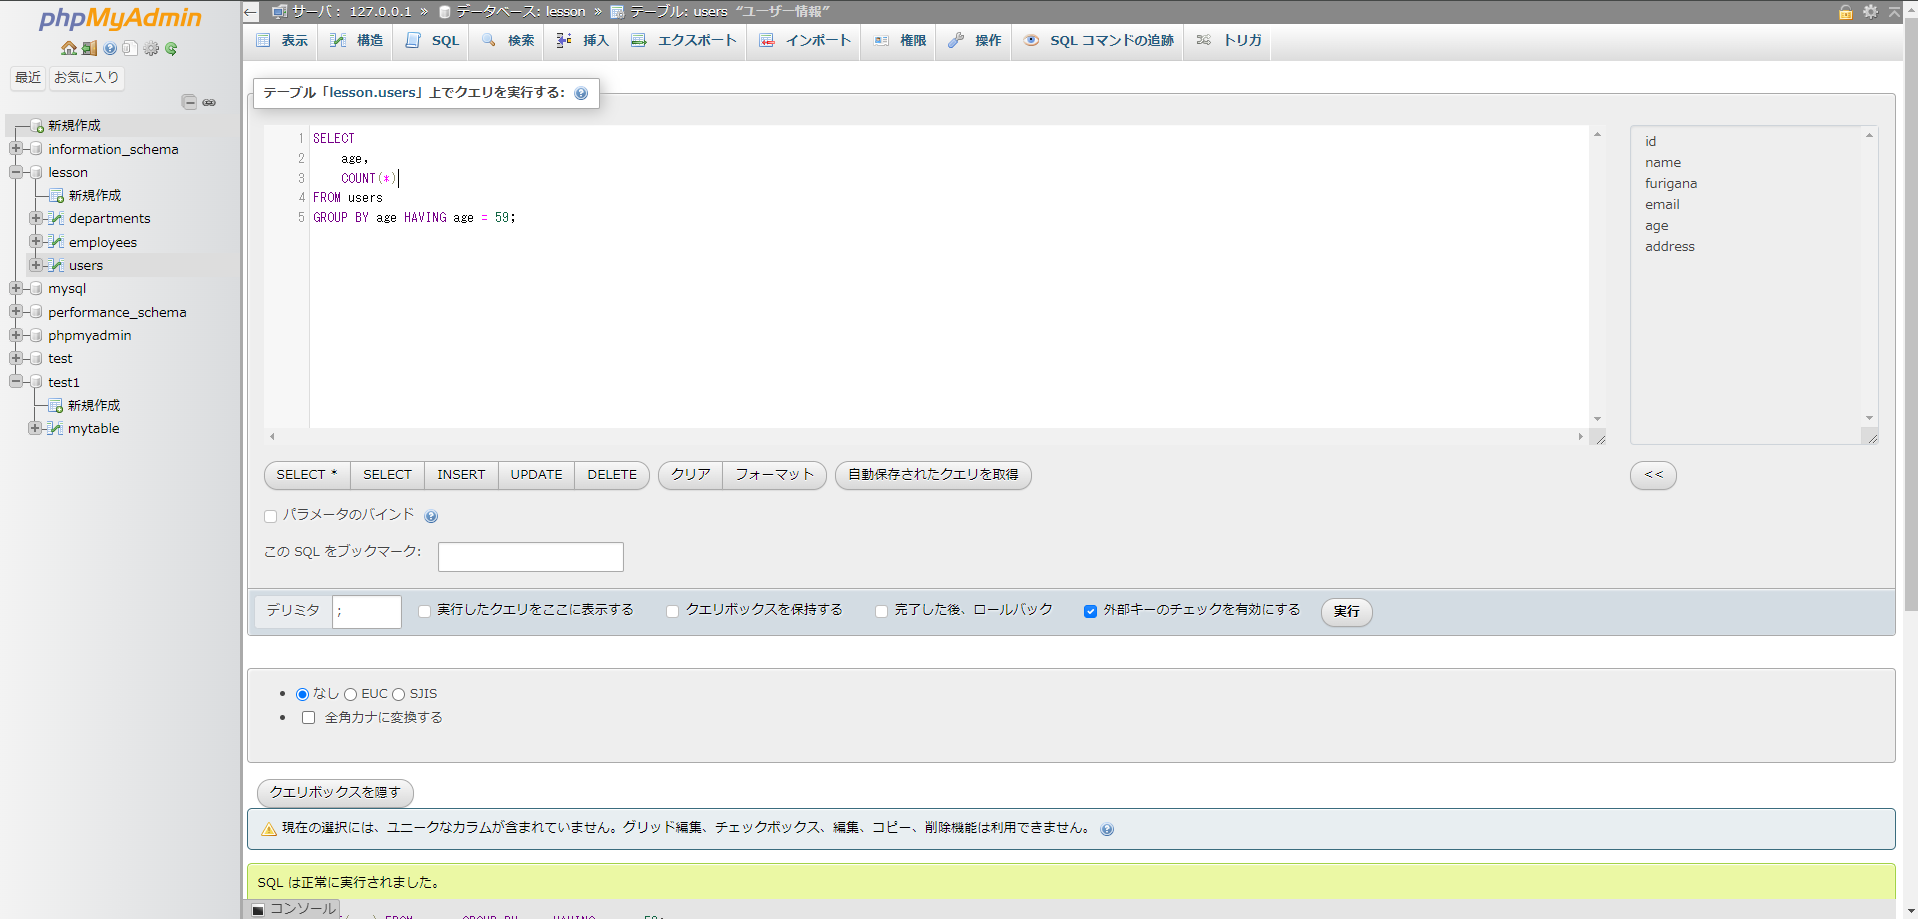 phpMyAdmin
最近 お気に入り
新規作成
information_schema
lesson
新規作成
departments
employees
users
mysql
performance_schema
phpmyadmin
test
test1
新規作成
mytable
サーバ: 127.0.0.1 » データベース: lesson » テーブル: users “ユーザー情報”
表示 構造 SQL 検索 挿入 エクスポート インポート 権限 操作 SQL コマンドの追跡 トリガ
テーブル「lesson.users」上でクエリを実行する:
1 SELECT
2 age,
3 COUNT(*)
4 FROM users
5 GROUP BY age HAVING age = 59;
id
name
furigana
email
age
address
SELECT * SELECT INSERT UPDATE DELETE クリア フォーマット 自動保存されたクエリを取得 <<
パラメータのバインド
この SQL をブックマーク:
デリミタ ; 実行したクエリをここに表示する クエリボックスを保持する 完了した後、ロールバック 外部キーのチェックを有効にする 実行
なし EUC SJIS
全角カナに変換する
クエリボックスを隠す
現在の選択には、ユニークなカラムが含まれていません。グリッド編集、チェックボックス、編集、コピー、削除機能は利用できません。
SQL は正常に実行されました。
コンソール